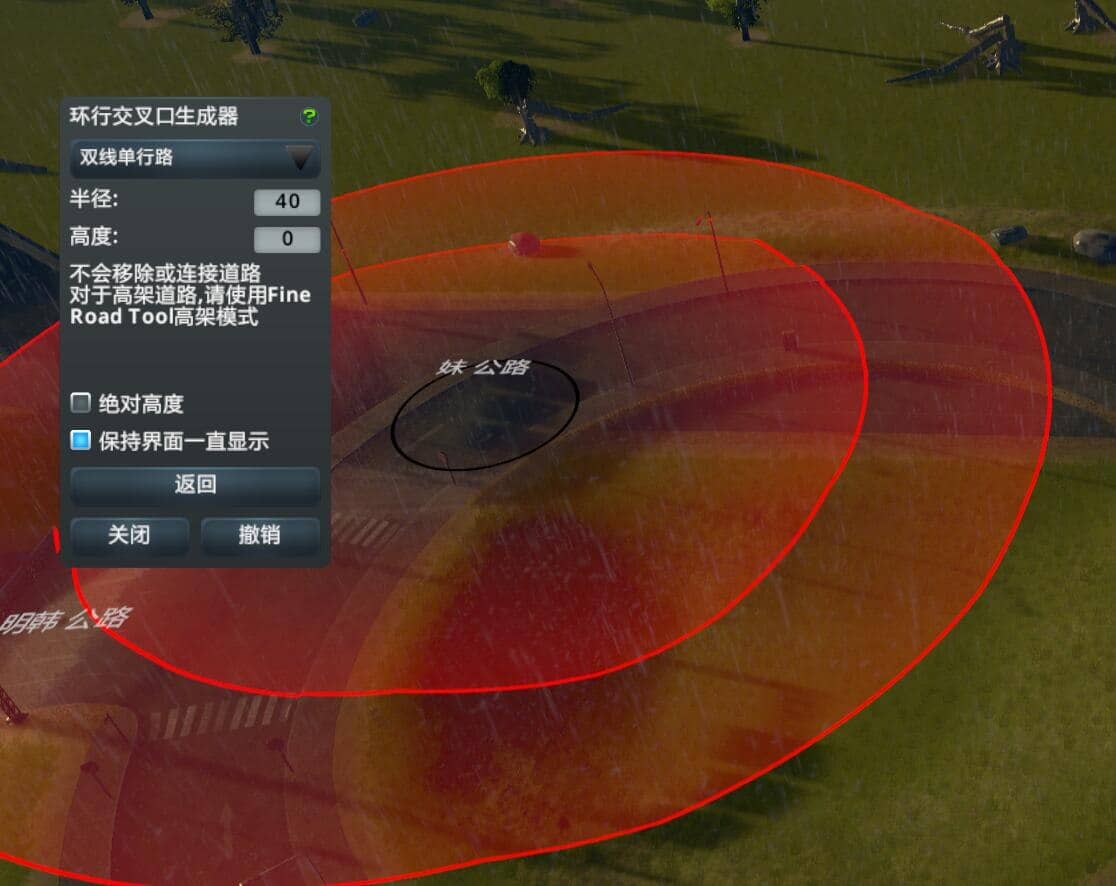 环行交叉口生成器 ?
双线单行路
半径: 40
高度: 0
不会移除或连接道路
对于高架道路,请使用Fine
Road Tool高架模式
绝对高度
保持界面一直显示
返回
关闭 撤销
妹 公路
明韩 公路